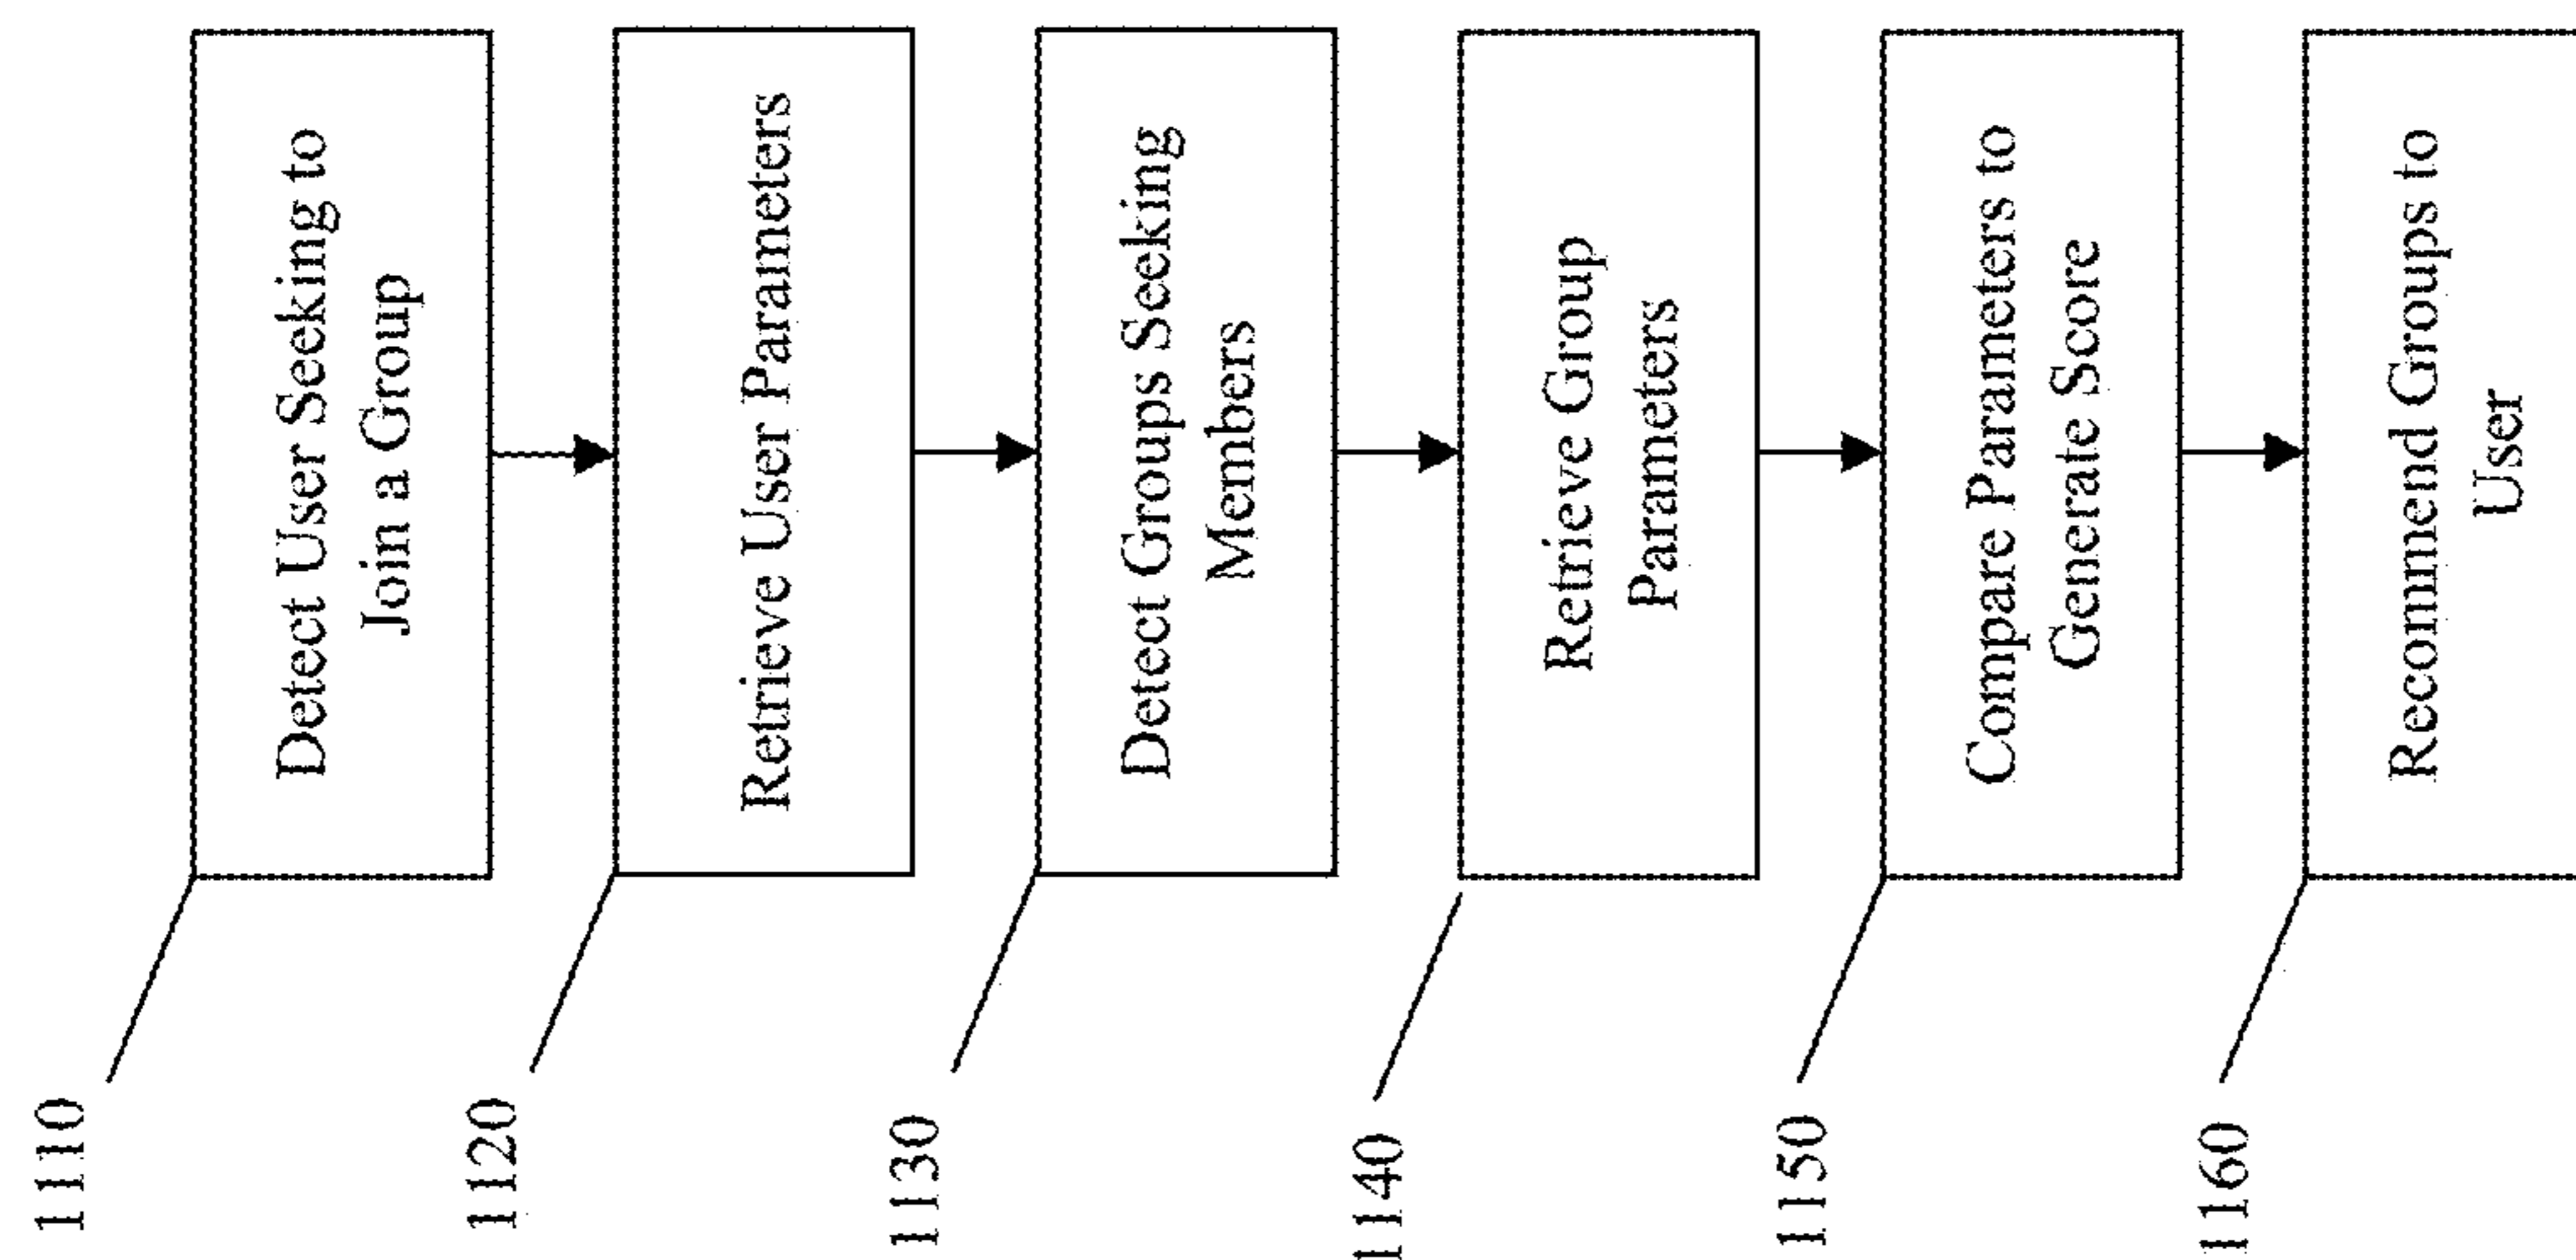 1110
Detect User Seeking to
Join a Group
1120
Retrieve User Parameters
1130
Detect Groups Seeking
Members
1140
Retrieve Group
Parameters
1150
Compare Parameters to
Generate Score
1160
Recommend Groups to
User